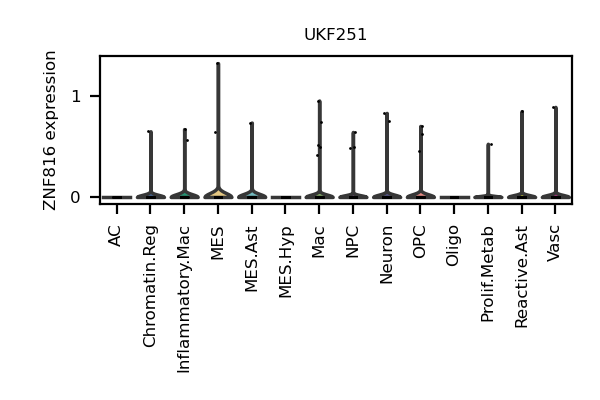 UKF251
ZNF816 expression
1
0
AC
Chromatin.Reg
Inflammatory.Mac
MES
MES.Ast
MES.Hyp
Mac
NPC
Neuron
OPC
Oligo
Prolif.Metab
Reactive.Ast
Vasc